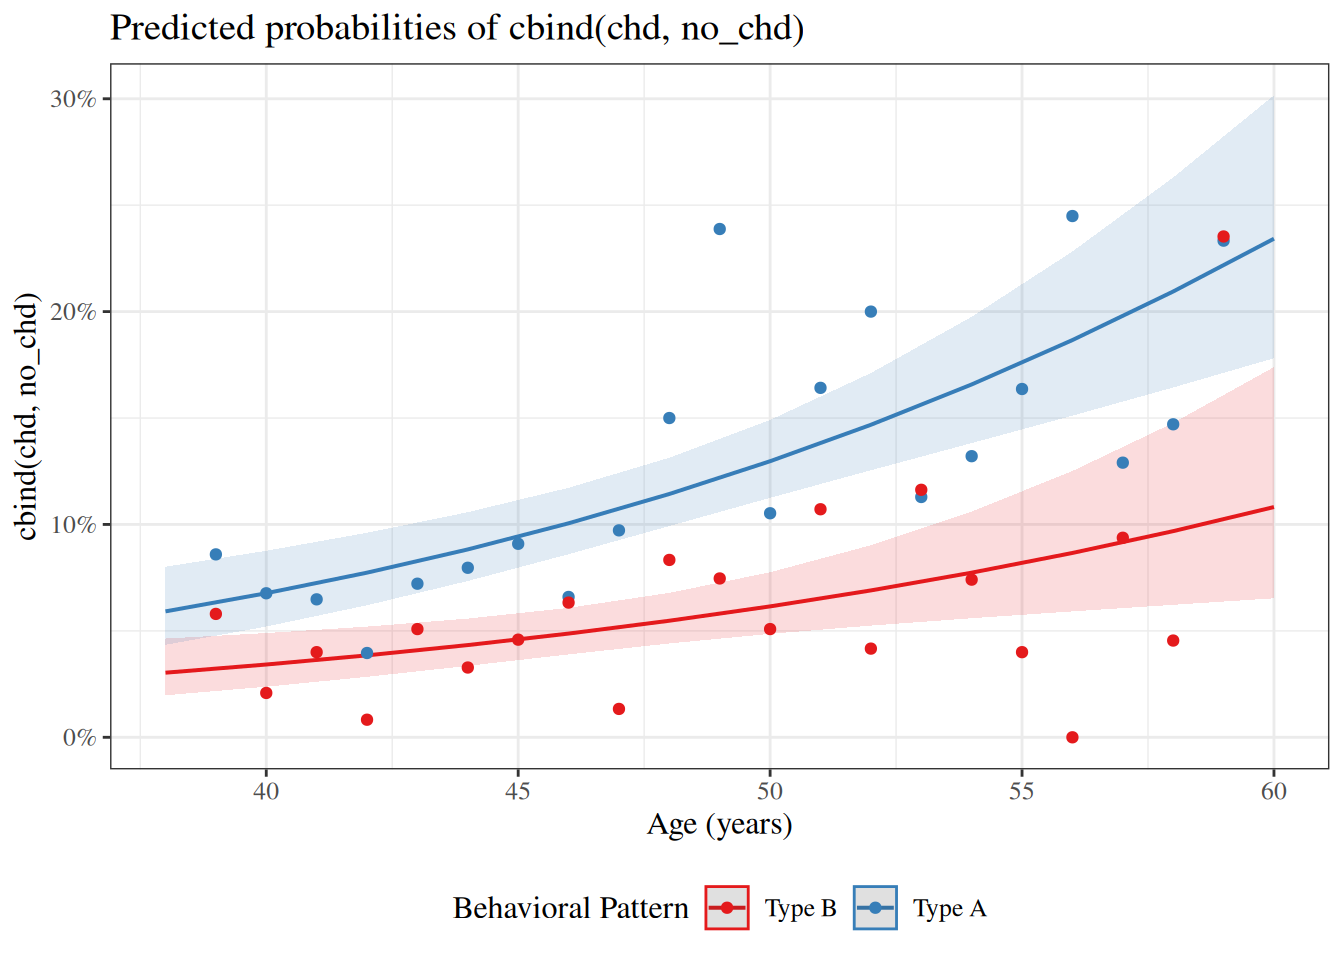 Predicted probabilities of cbind(chd, no_chd)
30%
20%
10%
0%
cbind(chd, no_chd)
40 45 50 55 60
Age (years)
Behavioral Pattern Type B Type A